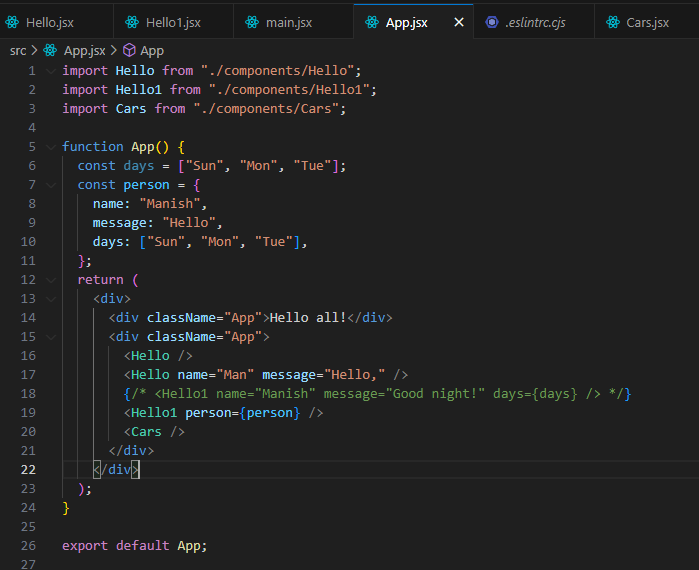 Hello.jsx Hello1.jsx main.jsx App.jsx .eslintrc.cjs Cars.jsx
src > App.jsx > App
1 import Hello from "./components/Hello";
2 import Hello1 from "./components/Hello1";
3 import Cars from "./components/Cars";
4
5 function App() {
6   const days = ["Sun", "Mon", "Tue"];
7   const person = {
8     name: "Manish",
9     message: "Hello",
10     days: ["Sun", "Mon", "Tue"],
11   };
12   return (
13     <div>
14       <div className="App">Hello all!</div>
15       <div className="App">
16         <Hello />
17         <Hello name="Man" message="Hello," />
18         {/* <Hello1 name="Manish" message="Good night!" days={days} /> */}
19         <Hello1 person={person} />
20         <Cars />
21       </div>
22     </div>
23   );
24 }
25
26 export default App;
27